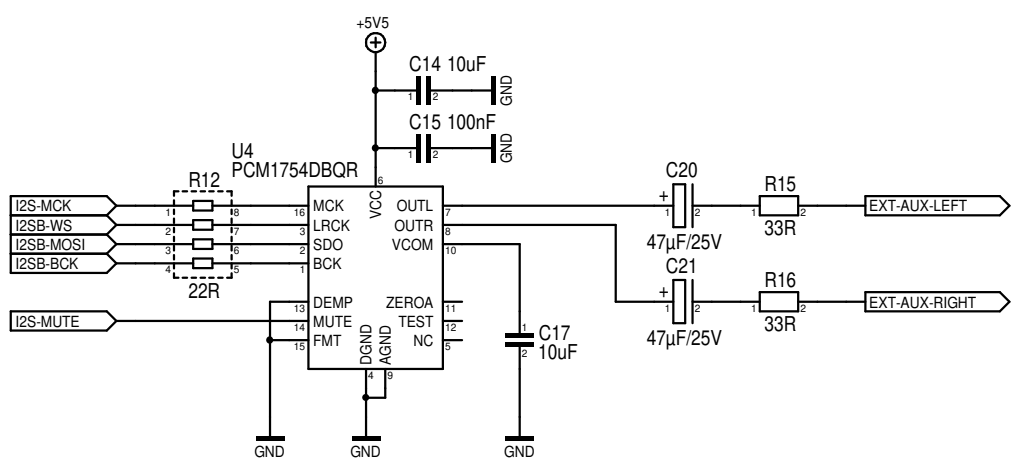 +5V5
C14 10uF
1 2
GND
C15 100nF
1 2
GND
U4
PCM1754DBQR
R12
22R
I2S-MCK
I2SB-WS
I2SB-MOSI
I2SB-BCK
I2S-MUTE
1 8
2 7
3 6
4 5
6
VCC
16 MCK
3 LRCK
2 SDO
1 BCK
13 DEMP
14 MUTE
15 FMT
OUTL 7
OUTR 8
VCOM 10
ZEROA 11
TEST 12
NC 5
DGND
AGND
4 9
GND
GND
GND
1
C17
10uF
2
C20
+
1 2
47µF/25V
R15
1 2
33R
EXT-AUX-LEFT
C21
+
1 2
47µF/25V
R16
1 2
33R
EXT-AUX-RIGHT